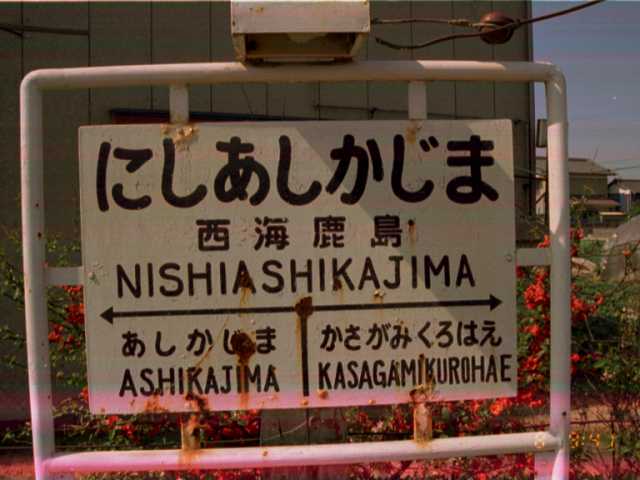 にしあしかじま
西海鹿島
NISHIASHIKAJIMA
あしかじま かさがみくろはえ
ASHIKAJIMA KASAGAMIKUROHAE